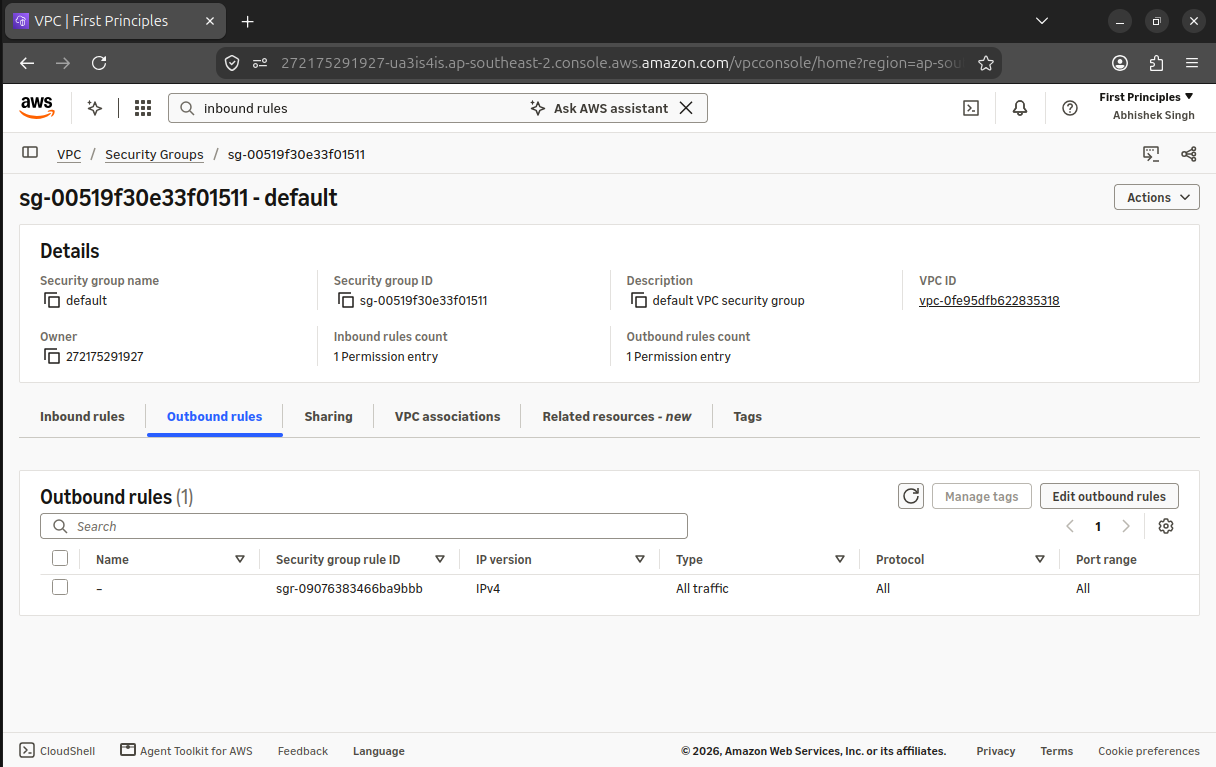 VPC | First Principles
272175291927-ua3is4is.ap-southeast-2.console.aws.amazon.com/vpcconsole/home?region=ap-sou
aws
inbound rules
Ask AWS assistant
First Principles
Abhishek Singh
VPC / Security Groups / sg-00519f30e33f01511
sg-00519f30e33f01511 - default
Actions
Details
Security group name
default
Security group ID
sg-00519f30e33f01511
Description
default VPC security group
VPC ID
vpc-0fe95dfb622835318
Owner
272175291927
Inbound rules count
1 Permission entry
Outbound rules count
1 Permission entry
Inbound rules
Outbound rules
Sharing
VPC associations
Related resources - new
Tags
Outbound rules (1)
Manage tags
Edit outbound rules
Search
1
Name Security group rule ID IP version Type Protocol Port range
– sgr-09076383466ba9bbb IPv4 All traffic All All
CloudShell
Agent Toolkit for AWS
Feedback
Language
© 2026, Amazon Web Services, Inc. or its affiliates.
Privacy
Terms
Cookie preferences